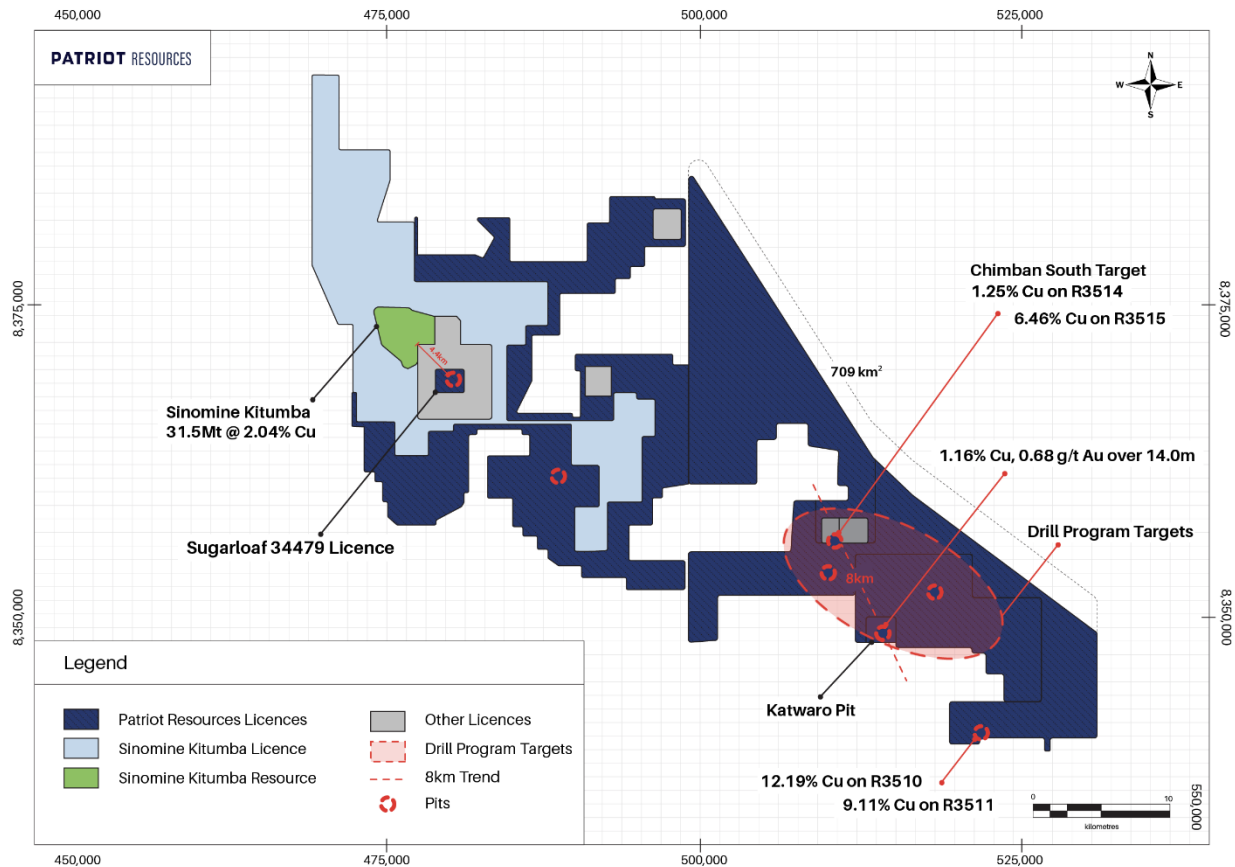 450,000
475,000
500,000
525,000
PATRIOT RESOURCES
N
W
E
S
8,375,000
8,375,000
Chimban South Target
1.25% Cu on R3514
6.46% Cu on R3515
4.4km
709 km²
Sinomine Kitumba
31.5Mt @ 2.04% Cu
1.16% Cu, 0.68 g/t Au over 14.0m
Sugarloaf 34479 Licence
Drill Program Targets
8km
8,350,000
8,350,000
Katwaro Pit
12.19% Cu on R3510
9.11% Cu on R3511
Legend
Patriot Resources Licences
Sinomine Kitumba Licence
Sinomine Kitumba Resource
Other Licences
Drill Program Targets
8km Trend
Pits
0
10
kilometres
550,000
450,000
475,000
500,000
525,000